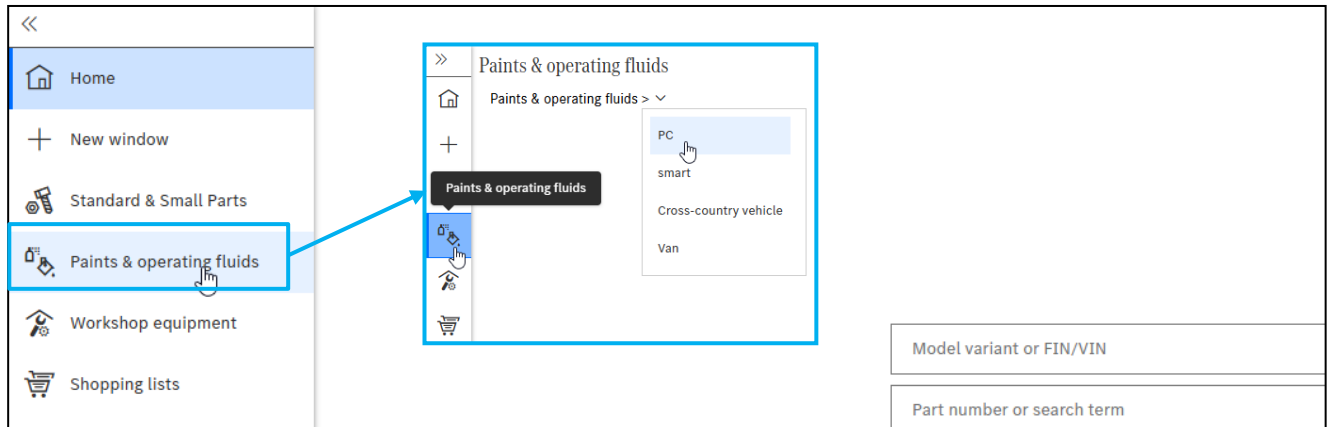 Home
New window
Standard & Small Parts
Paints & operating fluids
Workshop equipment
Shopping lists
Paints & operating fluids
Paints & operating fluids >
PC
smart
Cross-country vehicle
Van
Paints & operating fluids
Model variant or FIN/VIN
Part number or search term